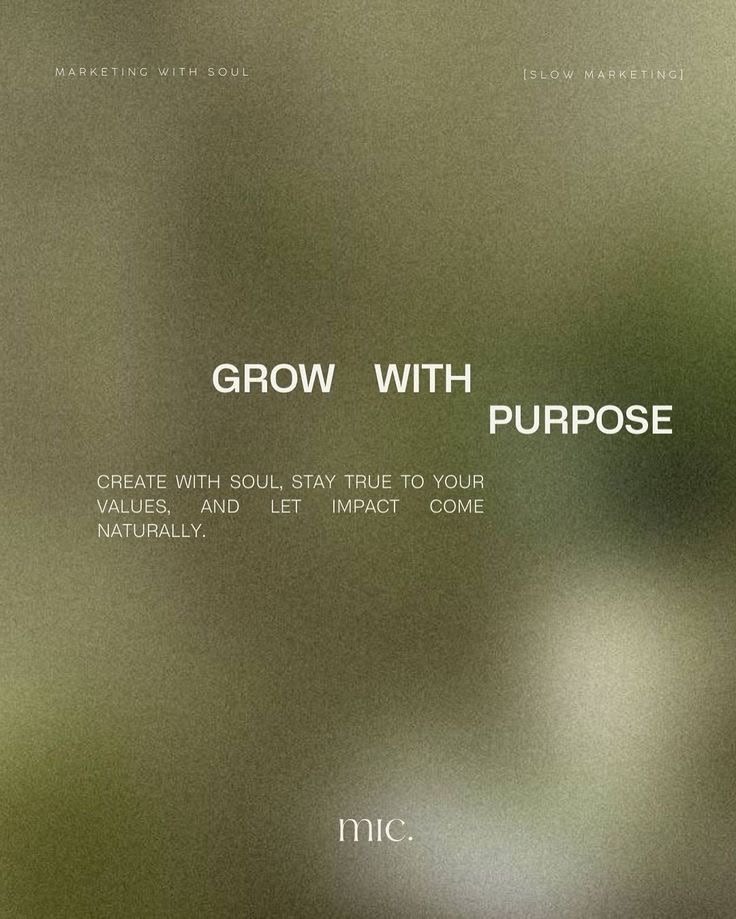 MARKETING WITH SOUL
[SLOW MARKETING]
GROW WITH
PURPOSE
CREATE WITH SOUL, STAY TRUE TO YOUR
VALUES, AND LET IMPACT COME
NATURALLY.
mic.